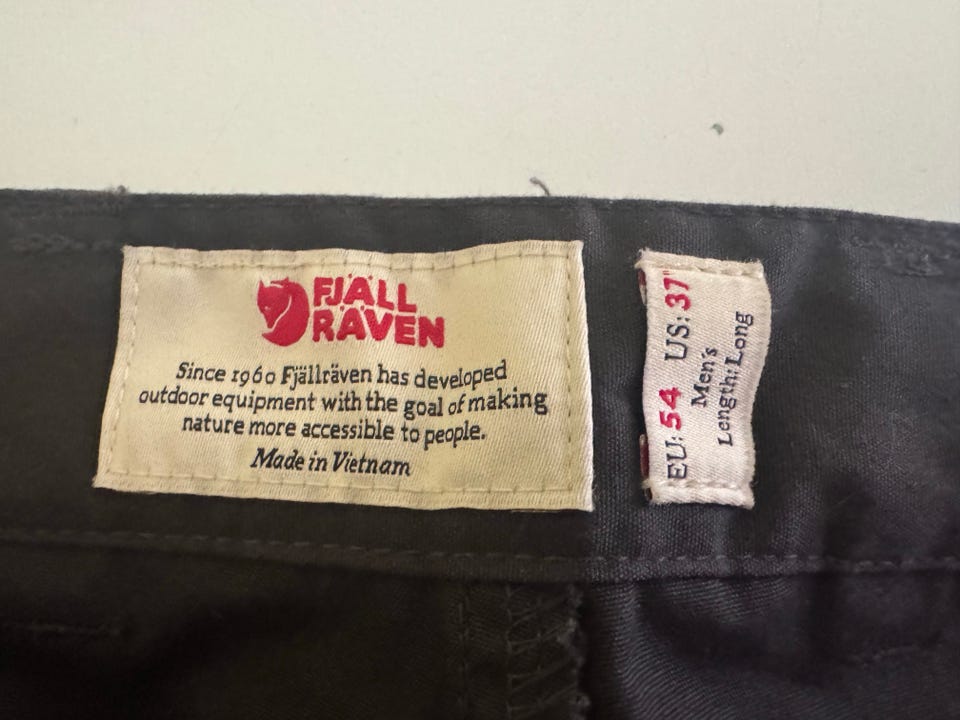 FJÄLL
RÄVEN
Since 1960 Fjällräven has developed
outdoor equipment with the goal of making
nature more accessible to people.
Made in Vietnam
EU: 54 US: 37"
Men's
Length: Long